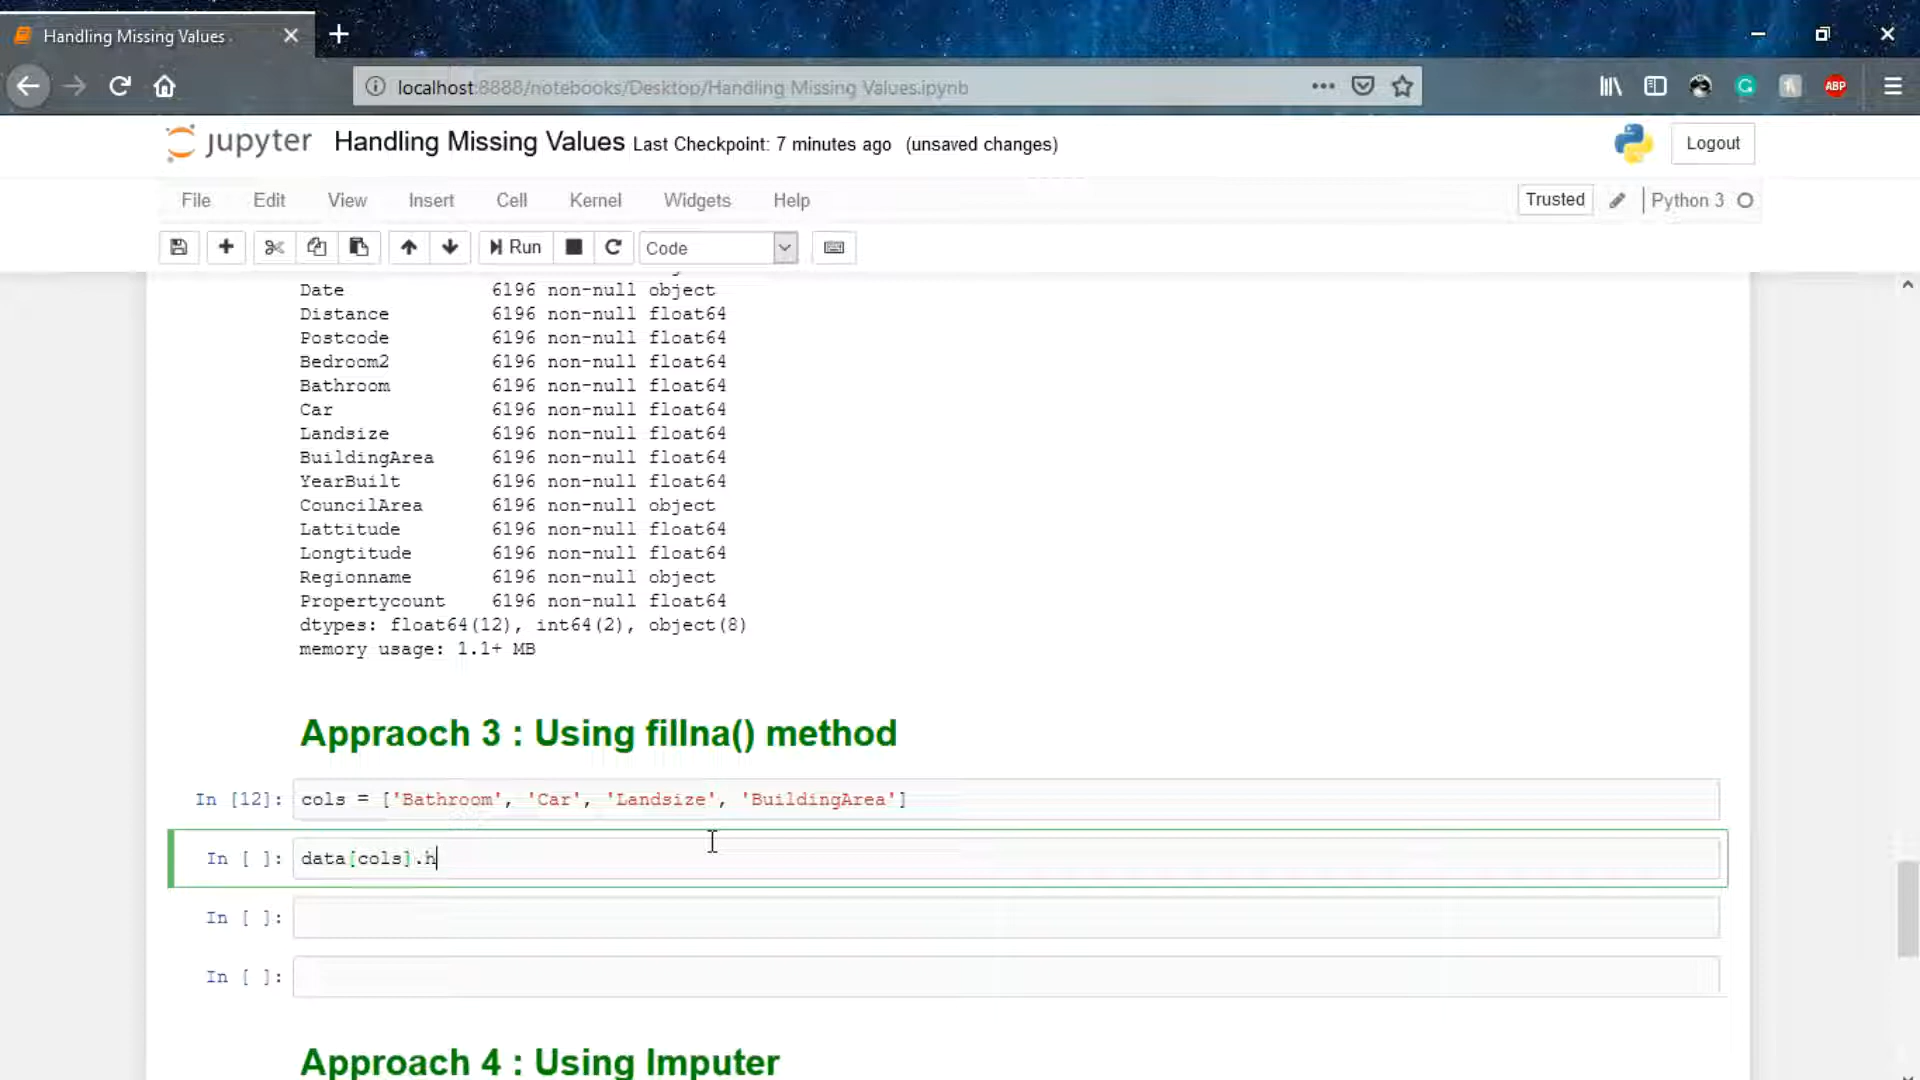 Handling Missing Values
localhost:8888/notebooks/Desktop/Handling Missing Values.ipynb
ABP
jupyter Handling Missing Values Last Checkpoint: 7 minutes ago (unsaved changes)
Logout
File Edit View Insert Cell Kernel Widgets Help
Trusted Python 3
Run Code
Date 6196 non-null object
Distance 6196 non-null float64
Postcode 6196 non-null float64
Bedroom2 6196 non-null float64
Bathroom 6196 non-null float64
Car 6196 non-null float64
Landsize 6196 non-null float64
BuildingArea 6196 non-null float64
YearBuilt 6196 non-null float64
CouncilArea 6196 non-null object
Lattitude 6196 non-null float64
Longtitude 6196 non-null float64
Regionname 6196 non-null object
Propertycount 6196 non-null float64
dtypes: float64(12), int64(2), object(8)
memory usage: 1.1+ MB
Appraoch 3 : Using fillna() method
In [12]: cols = ['Bathroom', 'Car', 'Landsize', 'BuildingArea']
In [ ]: data[cols].h
In [ ]:
In [ ]:
Approach 4 : Using Imputer